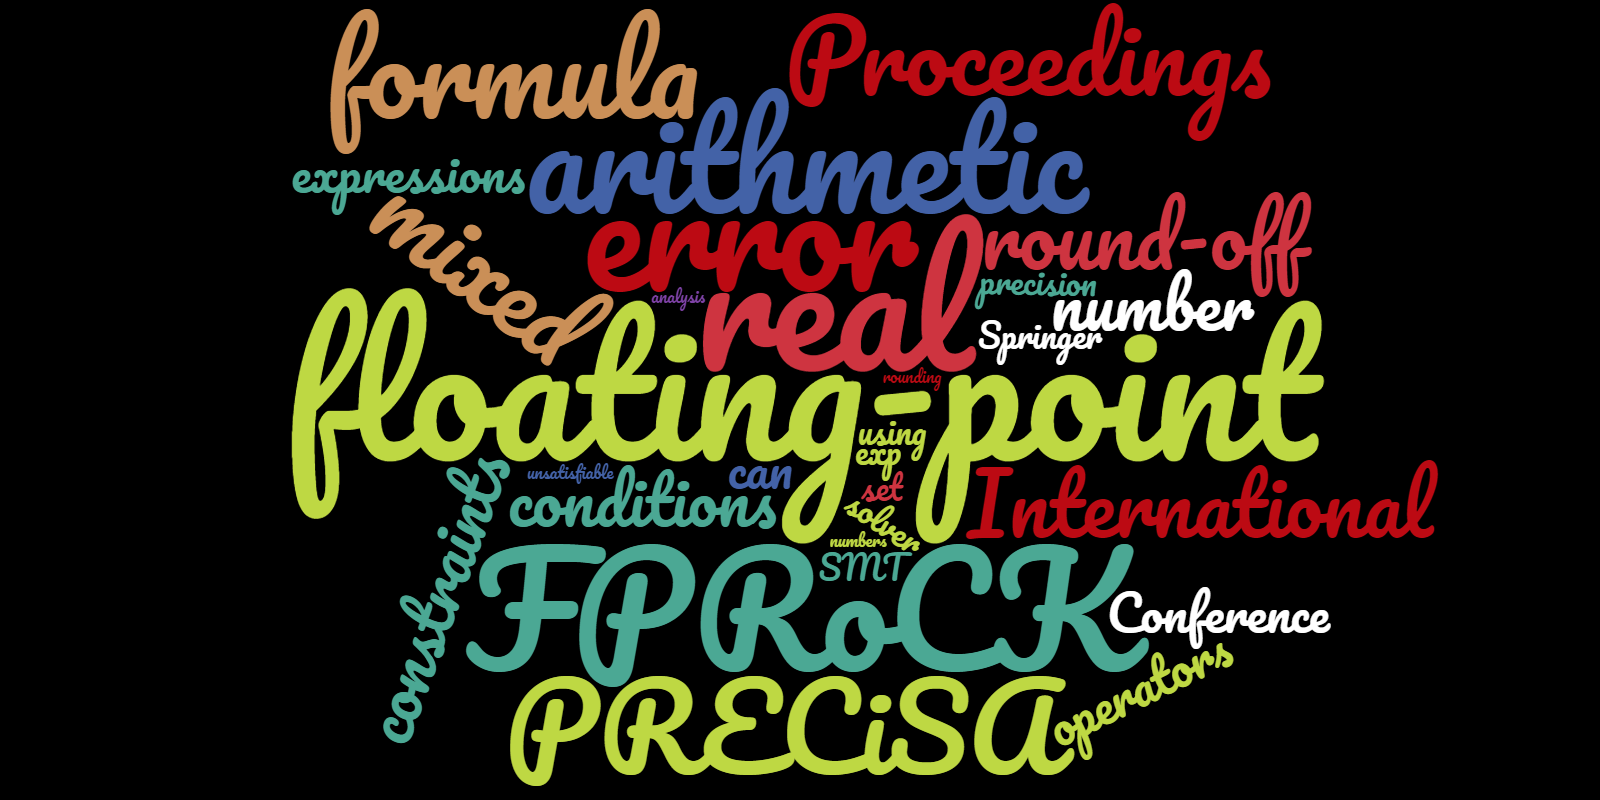 formula
Proceedings
arithmetic
expressions
mixed
error
round-off
real
precision
analysis
number
Springer
floating-point
rounding
using
exp
can
unsatisfiable
set
conditions
International
solver
constraints
numbers
SMT
FPRoCK
Conference
operators
PRECiSA